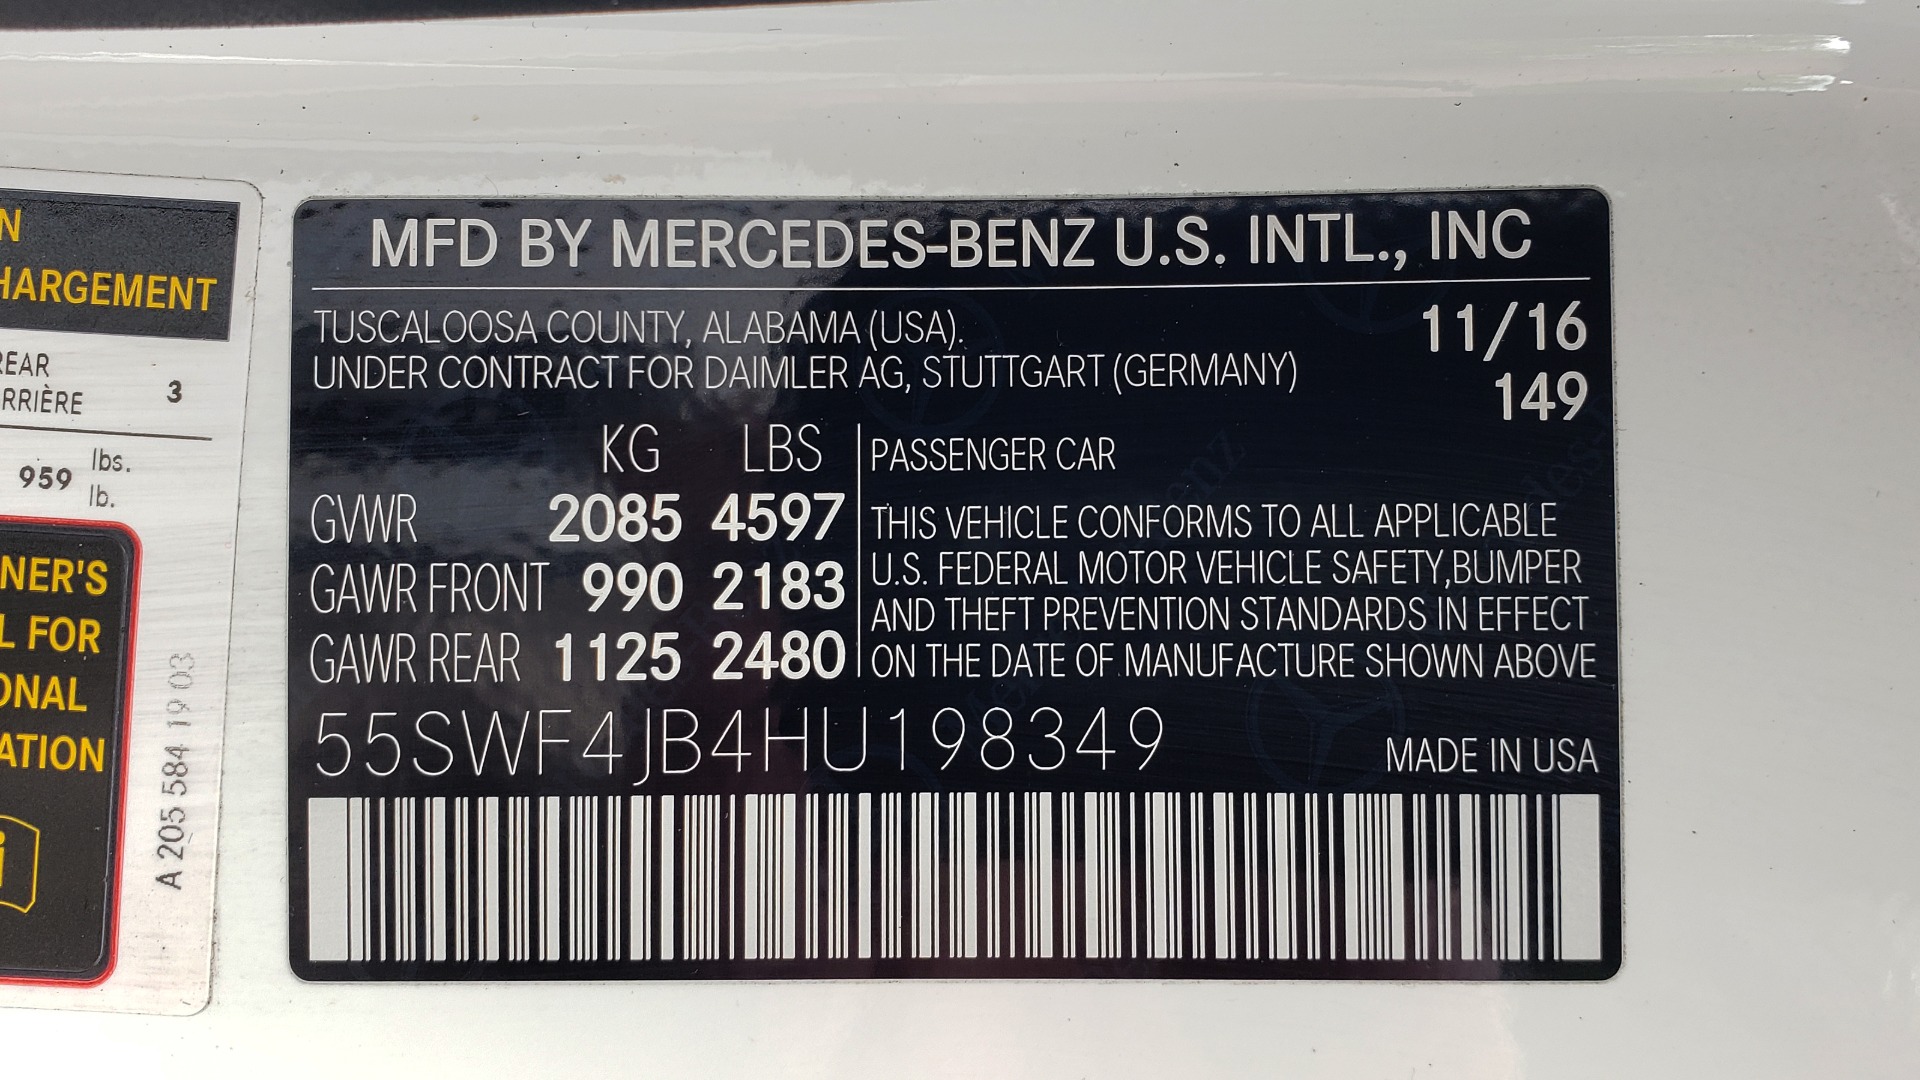 N
HARGEMENT
REAR
RRIÈRE 3
959 lbs.
lb.
NER'S
L FOR
ONAL
ATION
i
A 205 584 19 03
MFD BY MERCEDES-BENZ U.S. INTL., INC
TUSCALOOSA COUNTY, ALABAMA (USA). 11/16
UNDER CONTRACT FOR DAIMLER AG, STUTTGART (GERMANY) 149
KG LBS
GVWR 2085 4597
GAWR FRONT 990 2183
GAWR REAR 1125 2480
PASSENGER CAR
THIS VEHICLE CONFORMS TO ALL APPLICABLE
U.S. FEDERAL MOTOR VEHICLE SAFETY,BUMPER
AND THEFT PREVENTION STANDARDS IN EFFECT
ON THE DATE OF MANUFACTURE SHOWN ABOVE
55SWF4JB4HU198349 MADE IN USA